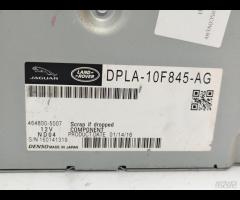 JAGUAR
LAND-
ROVER
DPLA-10F845-AG
464800-5007
12V
ND04
S/N 160141319
Scrap if dropped
COMPONENT
PRODUCT DATE 01/14/16
DENSO MADE IN JAPAN